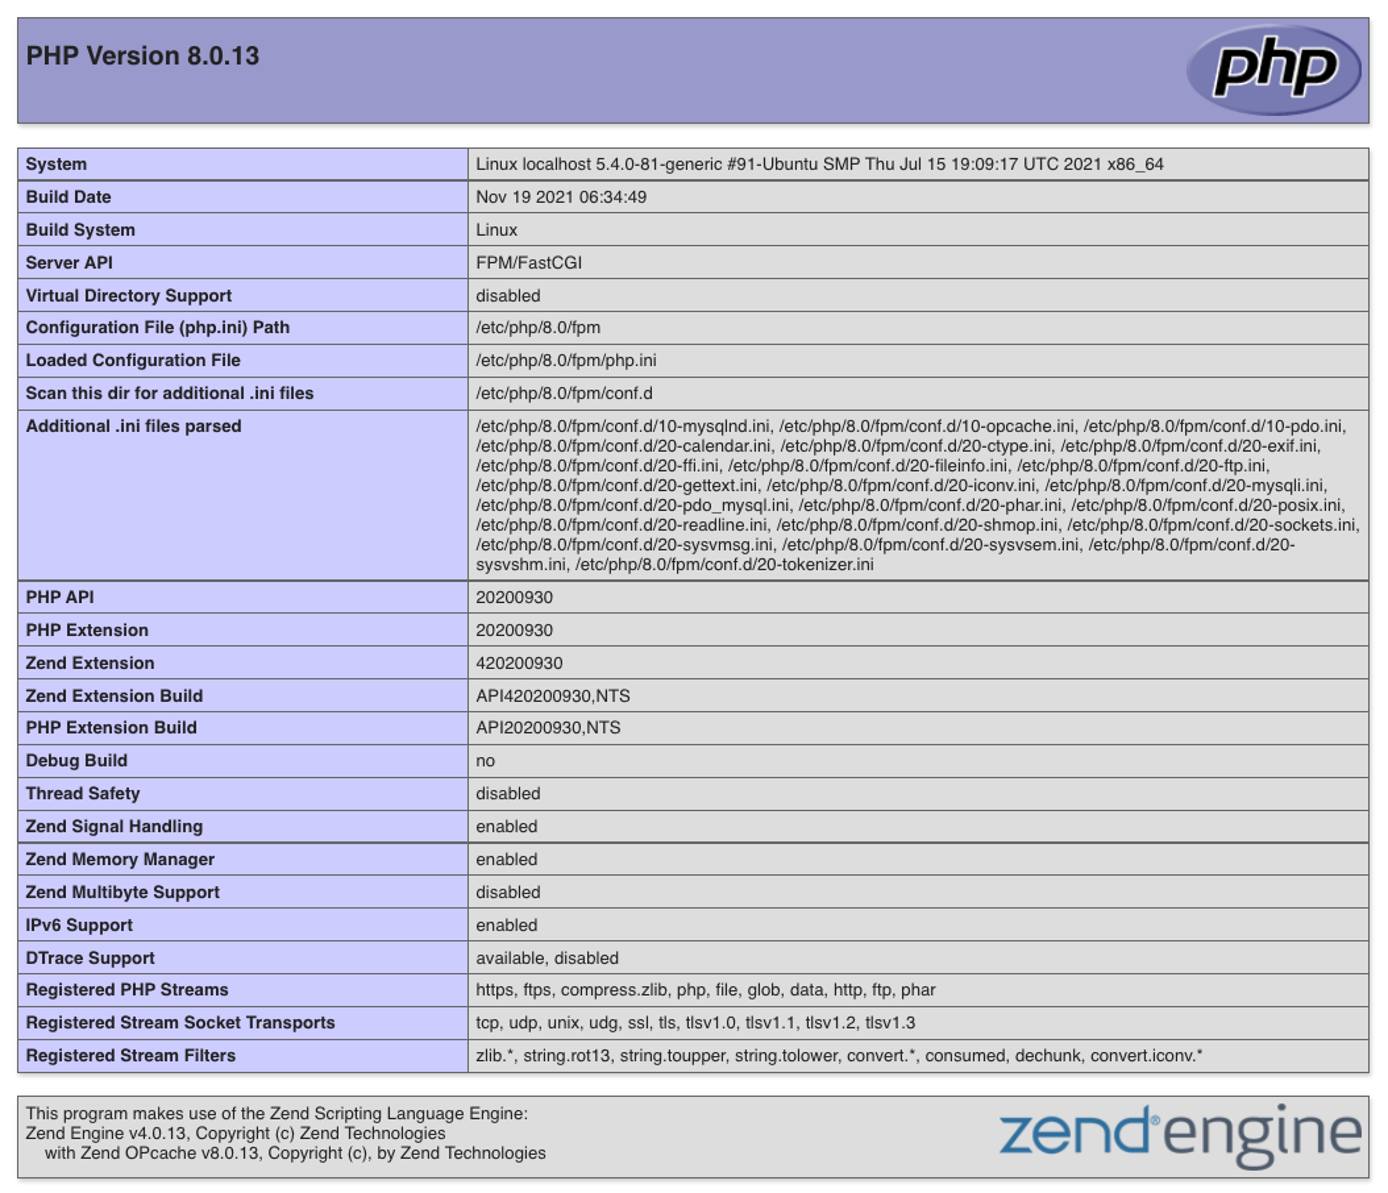 PHP Version 8.0.13
php
System Linux localhost 5.4.0-81-generic #91-Ubuntu SMP Thu Jul 15 19:09:17 UTC 2021 x86_64
Build Date Nov 19 2021 06:34:49
Build System Linux
Server API FPM/FastCGI
Virtual Directory Support disabled
Configuration File (php.ini) Path /etc/php/8.0/fpm
Loaded Configuration File /etc/php/8.0/fpm/php.ini
Scan this dir for additional .ini files /etc/php/8.0/fpm/conf.d
Additional .ini files parsed /etc/php/8.0/fpm/conf.d/10-mysqlnd.ini, /etc/php/8.0/fpm/conf.d/10-opcache.ini, /etc/php/8.0/fpm/conf.d/10-pdo.ini,
/etc/php/8.0/fpm/conf.d/20-calendar.ini, /etc/php/8.0/fpm/conf.d/20-ctype.ini, /etc/php/8.0/fpm/conf.d/20-exif.ini,
/etc/php/8.0/fpm/conf.d/20-ffi.ini, /etc/php/8.0/fpm/conf.d/20-fileinfo.ini, /etc/php/8.0/fpm/conf.d/20-ftp.ini,
/etc/php/8.0/fpm/conf.d/20-gettext.ini, /etc/php/8.0/fpm/conf.d/20-iconv.ini, /etc/php/8.0/fpm/conf.d/20-mysqli.ini,
/etc/php/8.0/fpm/conf.d/20-pdo_mysql.ini, /etc/php/8.0/fpm/conf.d/20-phar.ini, /etc/php/8.0/fpm/conf.d/20-posix.ini,
/etc/php/8.0/fpm/conf.d/20-readline.ini, /etc/php/8.0/fpm/conf.d/20-shmop.ini, /etc/php/8.0/fpm/conf.d/20-sockets.ini,
/etc/php/8.0/fpm/conf.d/20-sysvmsg.ini, /etc/php/8.0/fpm/conf.d/20-sysvsem.ini, /etc/php/8.0/fpm/conf.d/20-
sysvshm.ini, /etc/php/8.0/fpm/conf.d/20-tokenizer.ini
PHP API 20200930
PHP Extension 20200930
Zend Extension 420200930
Zend Extension Build API420200930,NTS
PHP Extension Build API20200930,NTS
Debug Build no
Thread Safety disabled
Zend Signal Handling enabled
Zend Memory Manager enabled
Zend Multibyte Support disabled
IPv6 Support enabled
DTrace Support available, disabled
Registered PHP Streams https, ftps, compress.zlib, php, file, glob, data, http, ftp, phar
Registered Stream Socket Transports tcp, udp, unix, udg, ssl, tls, tlsv1.0, tlsv1.1, tlsv1.2, tlsv1.3
Registered Stream Filters zlib.*, string.rot13, string.toupper, string.tolower, convert.*, consumed, dechunk, convert.iconv.*
This program makes use of the Zend Scripting Language Engine:
Zend Engine v4.0.13, Copyright (c) Zend Technologies
with Zend OPcache v8.0.13, Copyright (c), by Zend Technologies
zend® engine